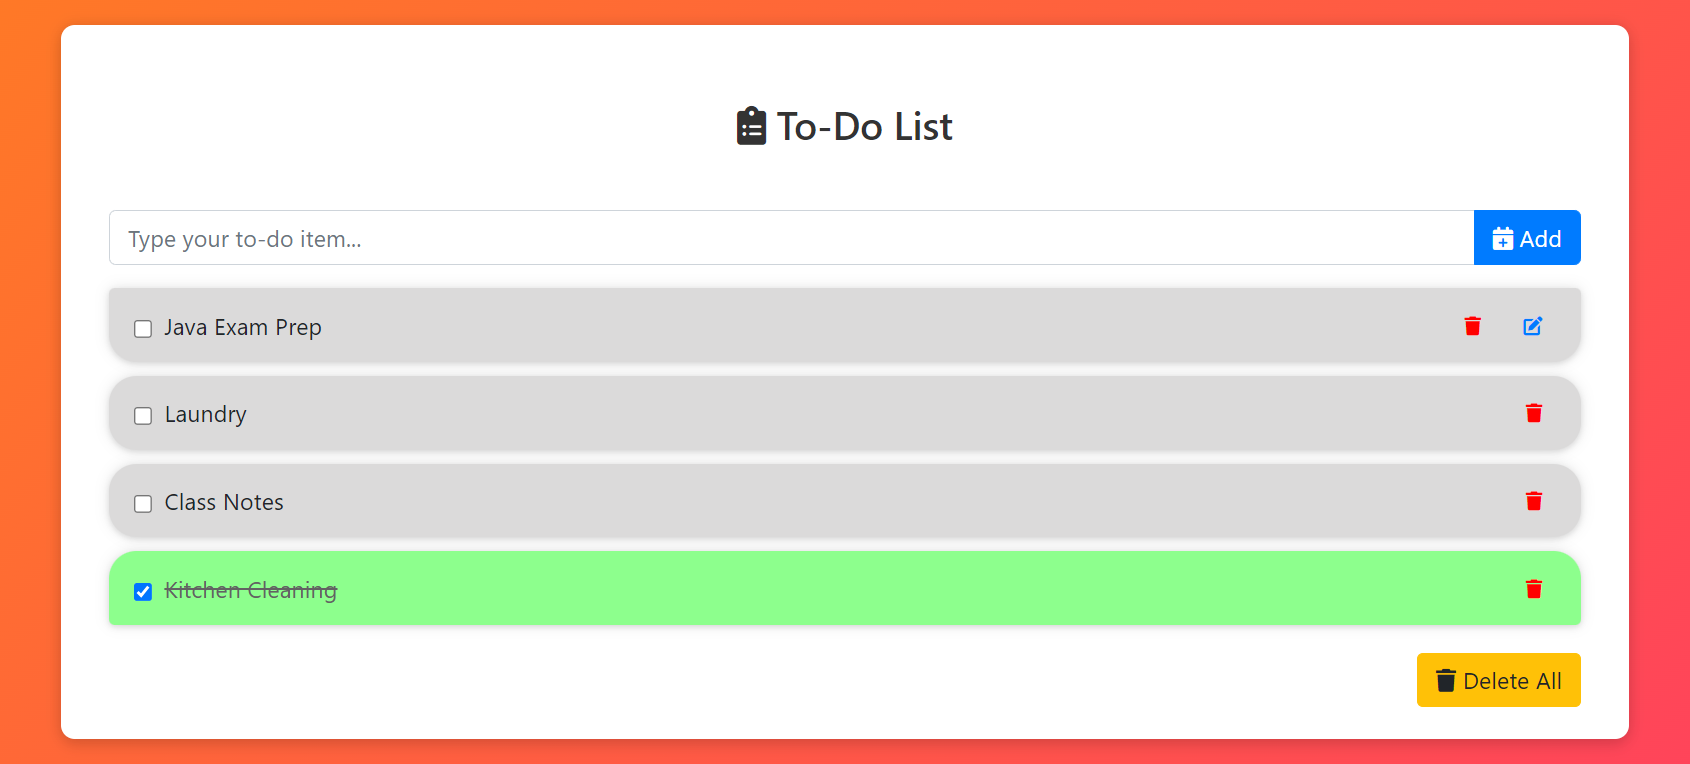 To-Do List
Type your to-do item...
Add
Java Exam Prep
Laundry
Class Notes
Kitchen Cleaning
Delete All